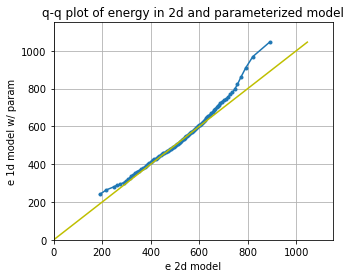 q-q plot of energy in 2d and parameterized model
1000
800
600
400
200
0
e 1d model w/ param
0 200 400 600 800 1000
e 2d model